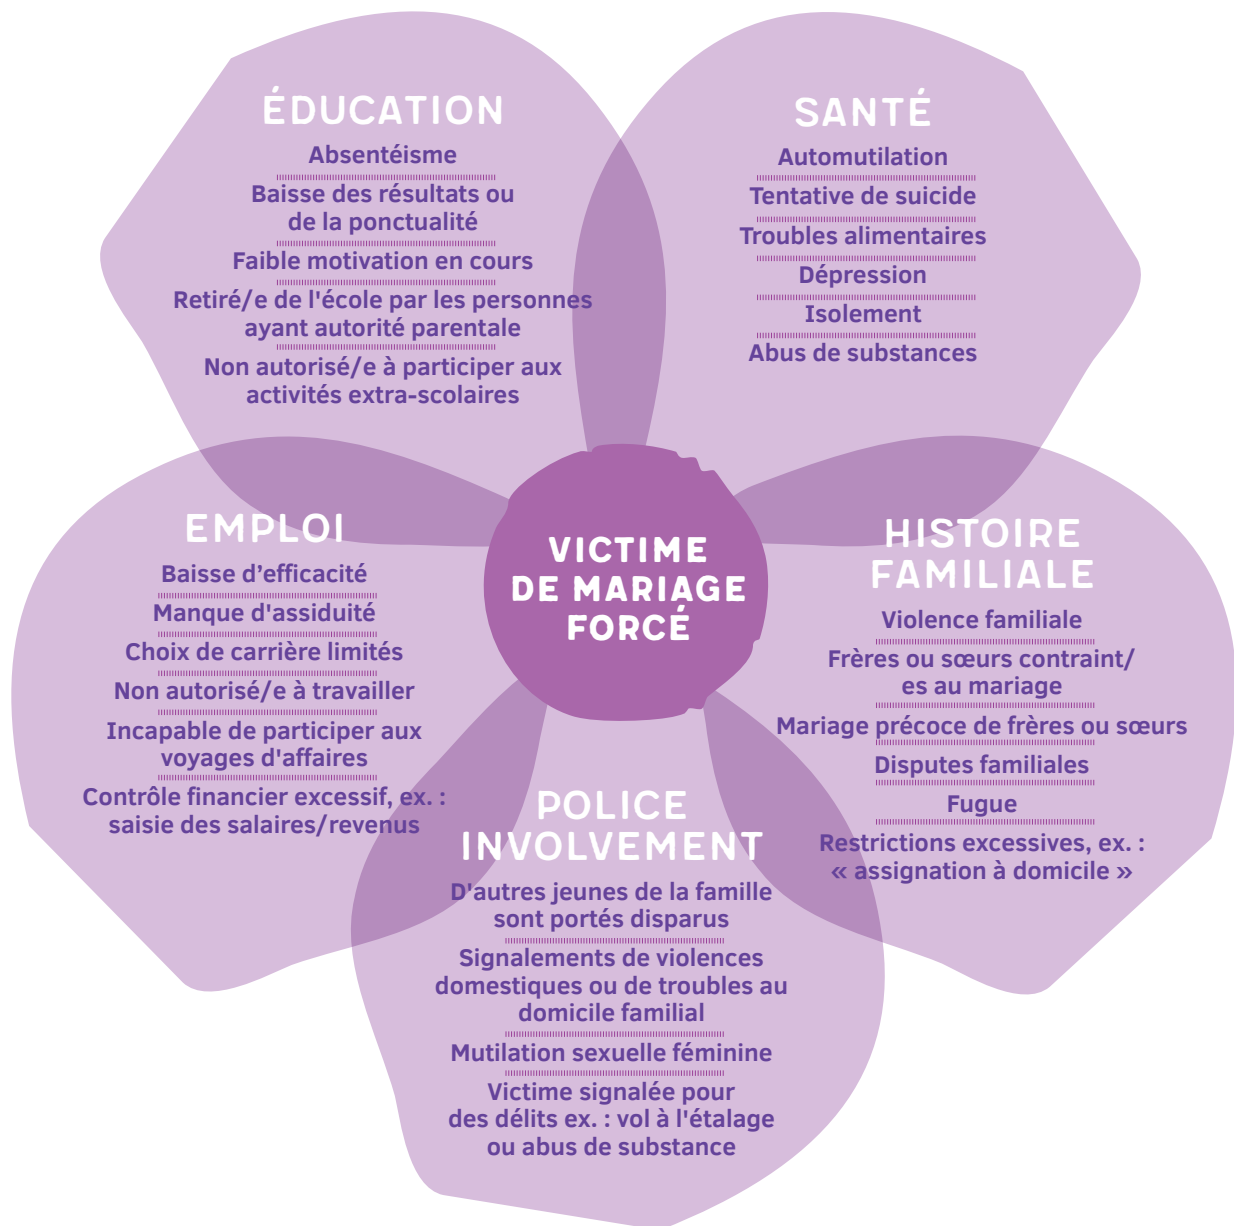 ÉDUCATION
Absentéisme
Baisse des résultats ou
de la ponctualité
Faible motivation en cours
Retiré/e de l'école par les personnes
ayant autorité parentale
Non autorisé/e à participer aux
activités extra-scolaires
SANTÉ
Automutilation
Tentative de suicide
Troubles alimentaires
Dépression
Isolement
Abus de substances
EMPLOI
Baisse d’efficacité
Manque d'assiduité
Choix de carrière limités
Non autorisé/e à travailler
Incapable de participer aux
voyages d'affaires
Contrôle financier excessif, ex. :
saisie des salaires/revenus
VICTIME
DE MARIAGE
FORCÉ
HISTOIRE
FAMILIALE
Violence familiale
Frères ou sœurs contraint/
es au mariage
Mariage précoce de frères ou sœurs
Disputes familiales
Fugue
Restrictions excessives, ex. :
« assignation à domicile »
POLICE
INVOLVEMENT
D'autres jeunes de la famille
sont portés disparus
Signalements de violences
domestiques ou de troubles au
domicile familial
Mutilation sexuelle féminine
Victime signalée pour
des délits ex. : vol à l'étalage
ou abus de substance